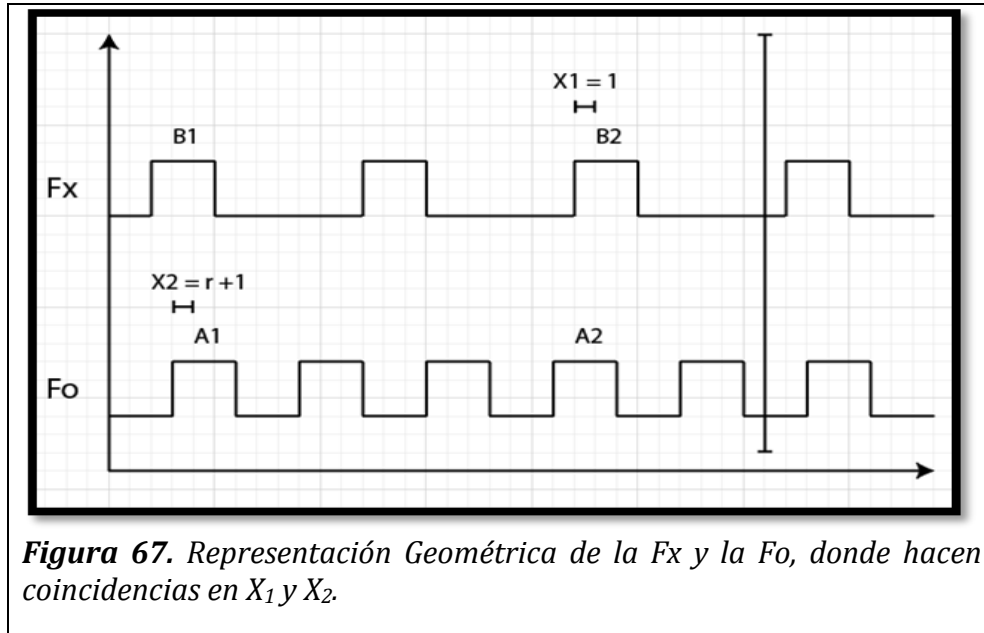 X1 = 1
B1
B2
Fx
X2 = r +1
A1
A2
Fo
Figura 67. Representación Geométrica de la Fx y la Fo, donde hacen
coincidencias en X1 y X2.